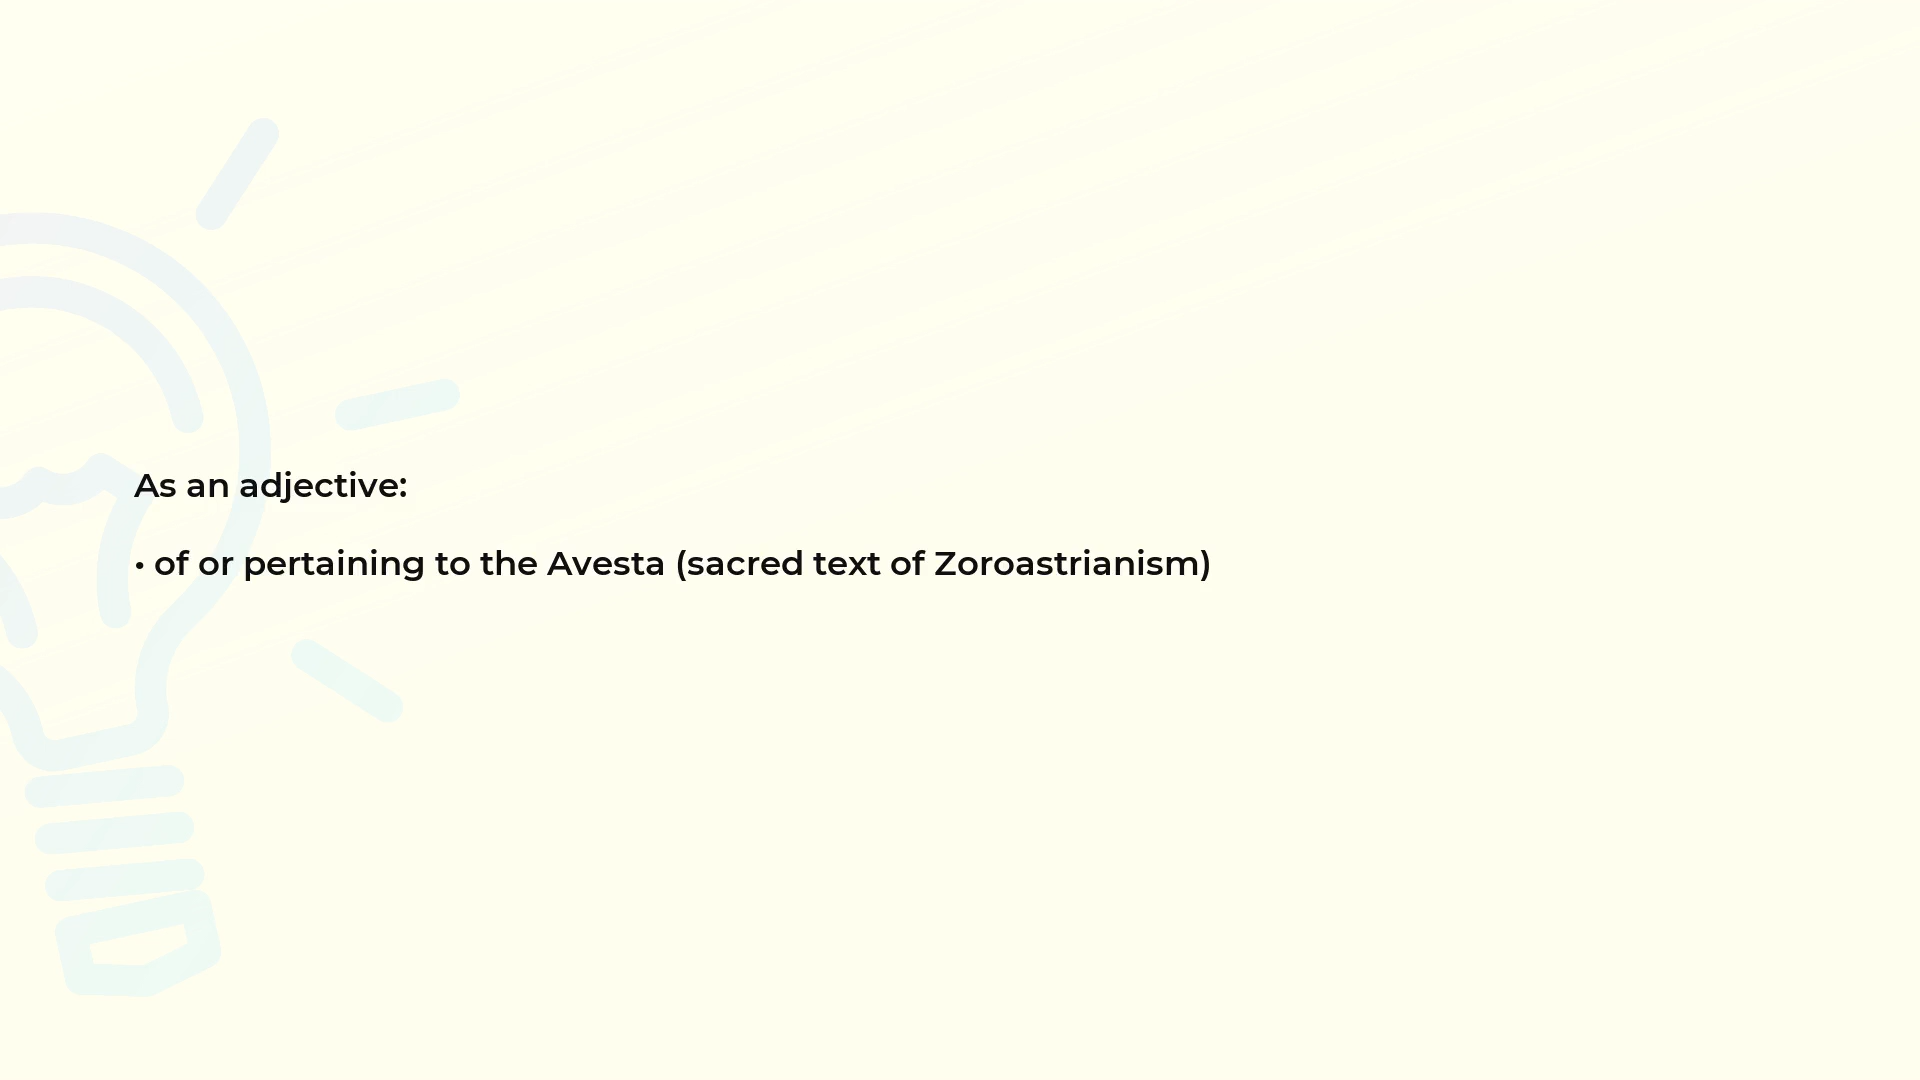 As an adjective:
• of or pertaining to the Avesta (sacred text of Zoroastrianism)